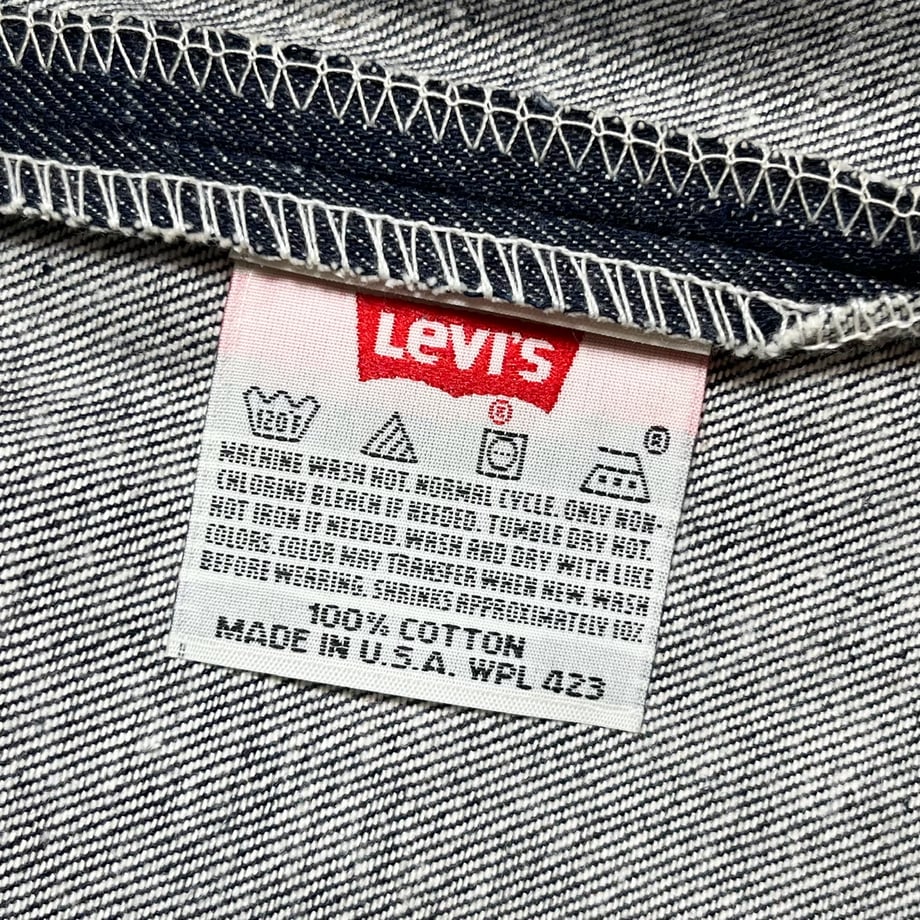 Levi's
®
120F
®
MACHINE WASH HOT. NORMAL CYCLE. ONLY NON-
CHLORINE BLEACH IF NEEDED. TUMBLE DRY HOT.
HOT IRON IF NEEDED. WASH AND DRY WITH LIKE
COLORS. COLOR MAY TRANSFER WHEN NEW WASH
BEFORE WEARING. SHRINKS APPROXIMATELY 10%
100% COTTON
MADE IN U.S.A. WPL 423